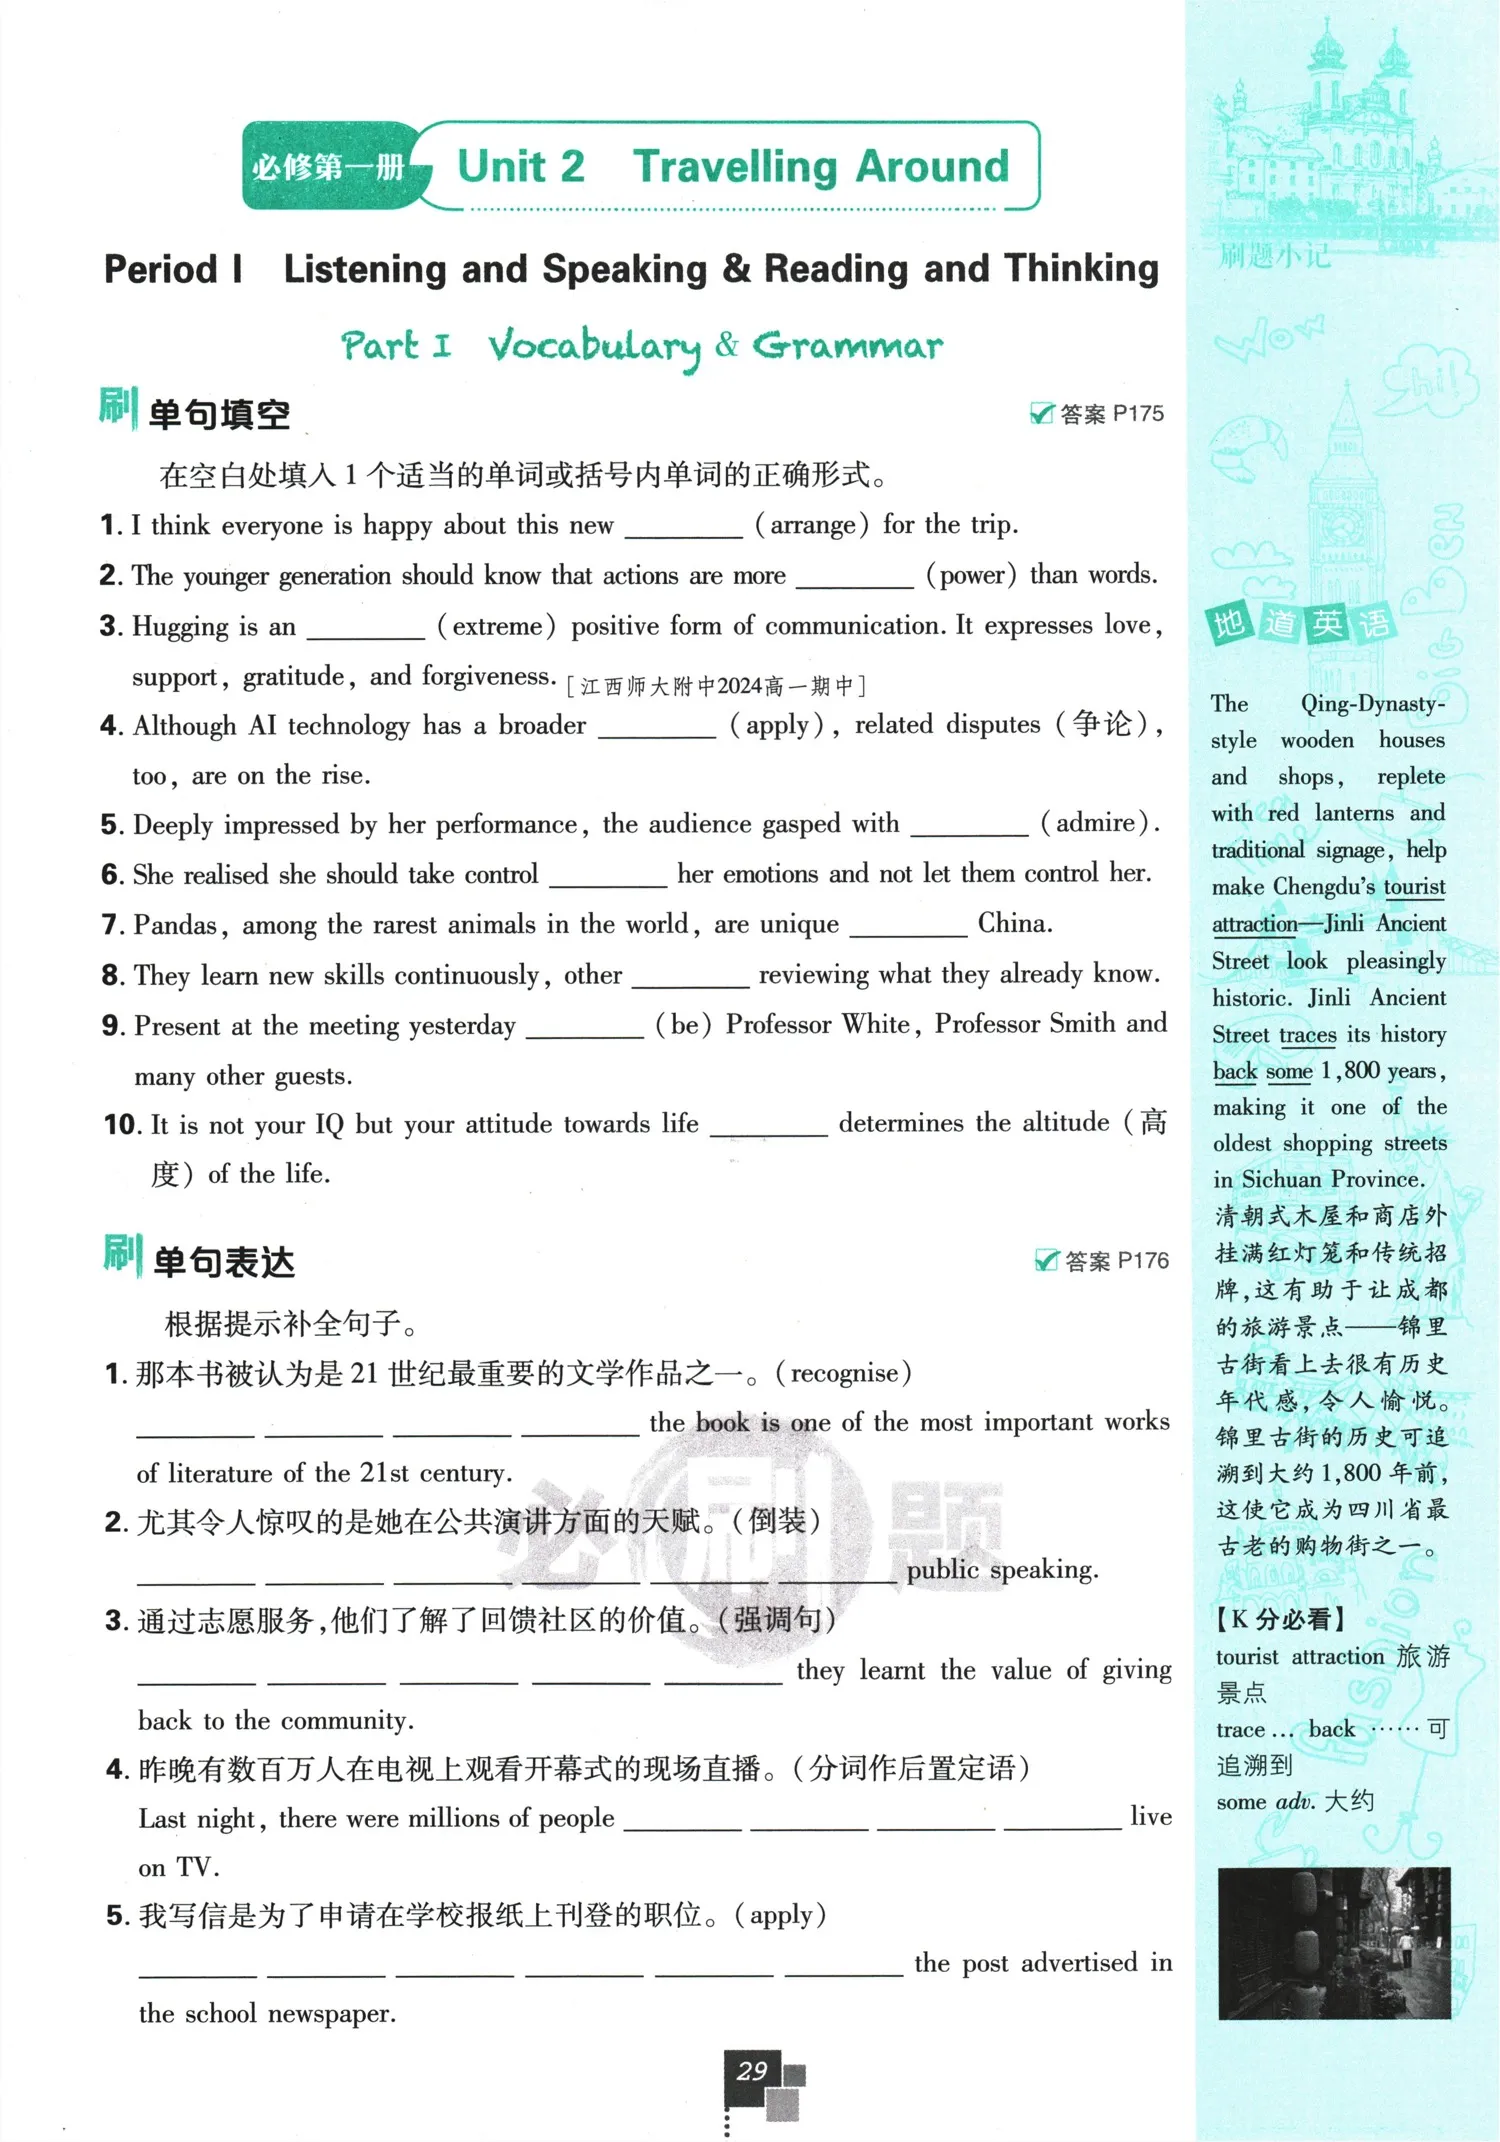 必修第一册 Unit 2 Travelling Around
Period I Listening and Speaking & Reading and Thinking
Part I Vocabulary & Grammar
刷 单句填空 答案 P175
在空白处填入 1 个适当的单词或括号内单词的正确形式。
1. I think everyone is happy about this new ________ (arrange) for the trip.
2. The younger generation should know that actions are more ________ (power) than words.
3. Hugging is an ________ (extreme) positive form of communication. It expresses love,
support, gratitude, and forgiveness. [江西师大附中2024高一期中]
4. Although AI technology has a broader ________ (apply), related disputes (争论),
too, are on the rise.
5. Deeply impressed by her performance, the audience gasped with ________ (admire).
6. She realised she should take control ________ her emotions and not let them control her.
7. Pandas, among the rarest animals in the world, are unique ________ China.
8. They learn new skills continuously, other ________ reviewing what they already know.
9. Present at the meeting yesterday ________ (be) Professor White, Professor Smith and
many other guests.
10. It is not your IQ but your attitude towards life ________ determines the altitude (高
度) of the life.
刷 单句表达 答案 P176
根据提示补全句子。
1. 那本书被认为是 21 世纪最重要的文学作品之一。(recognise)
________ ________ ________ ________ the book is one of the most important works
of literature of the 21st century.
2. 尤其令人惊叹的是她在公共演讲方面的天赋。(倒装)
________ ________ ________ ________ ________ ________ public speaking.
3. 通过志愿服务,他们了解了回馈社区的价值。(强调句)
________ ________ ________ ________ ________ they learnt the value of giving
back to the community.
4. 昨晚有数百万人在电视上观看开幕式的现场直播。(分词作后置定语)
Last night, there were millions of people ________ ________ ________ ________ live
on TV.
5. 我写信是为了申请在学校报纸上刊登的职位。(apply)
________ ________ ________ ________ ________ ________ the post advertised in
the school newspaper.
必刷题
29
刷题小记
Wow
Hi!
Big Ben
地道英语
The Qing-Dynasty-
style wooden houses
and shops, replete
with red lanterns and
traditional signage, help
make Chengdu's tourist
attraction—Jinli Ancient
Street look pleasingly
historic. Jinli Ancient
Street traces its history
back some 1,800 years,
making it one of the
oldest shopping streets
in Sichuan Province.
清朝式木屋和商店外
挂满红灯笼和传统招
牌,这有助于让成都
的旅游景点——锦里
古街看上去很有历史
年代感,令人愉悦。
锦里古街的历史可追
溯到大约 1,800 年前,
这使它成为四川省最
古老的购物街之一。
【K 分必看】
tourist attraction 旅游
景点
trace... back ……可
追溯到
some adv. 大约
fashion